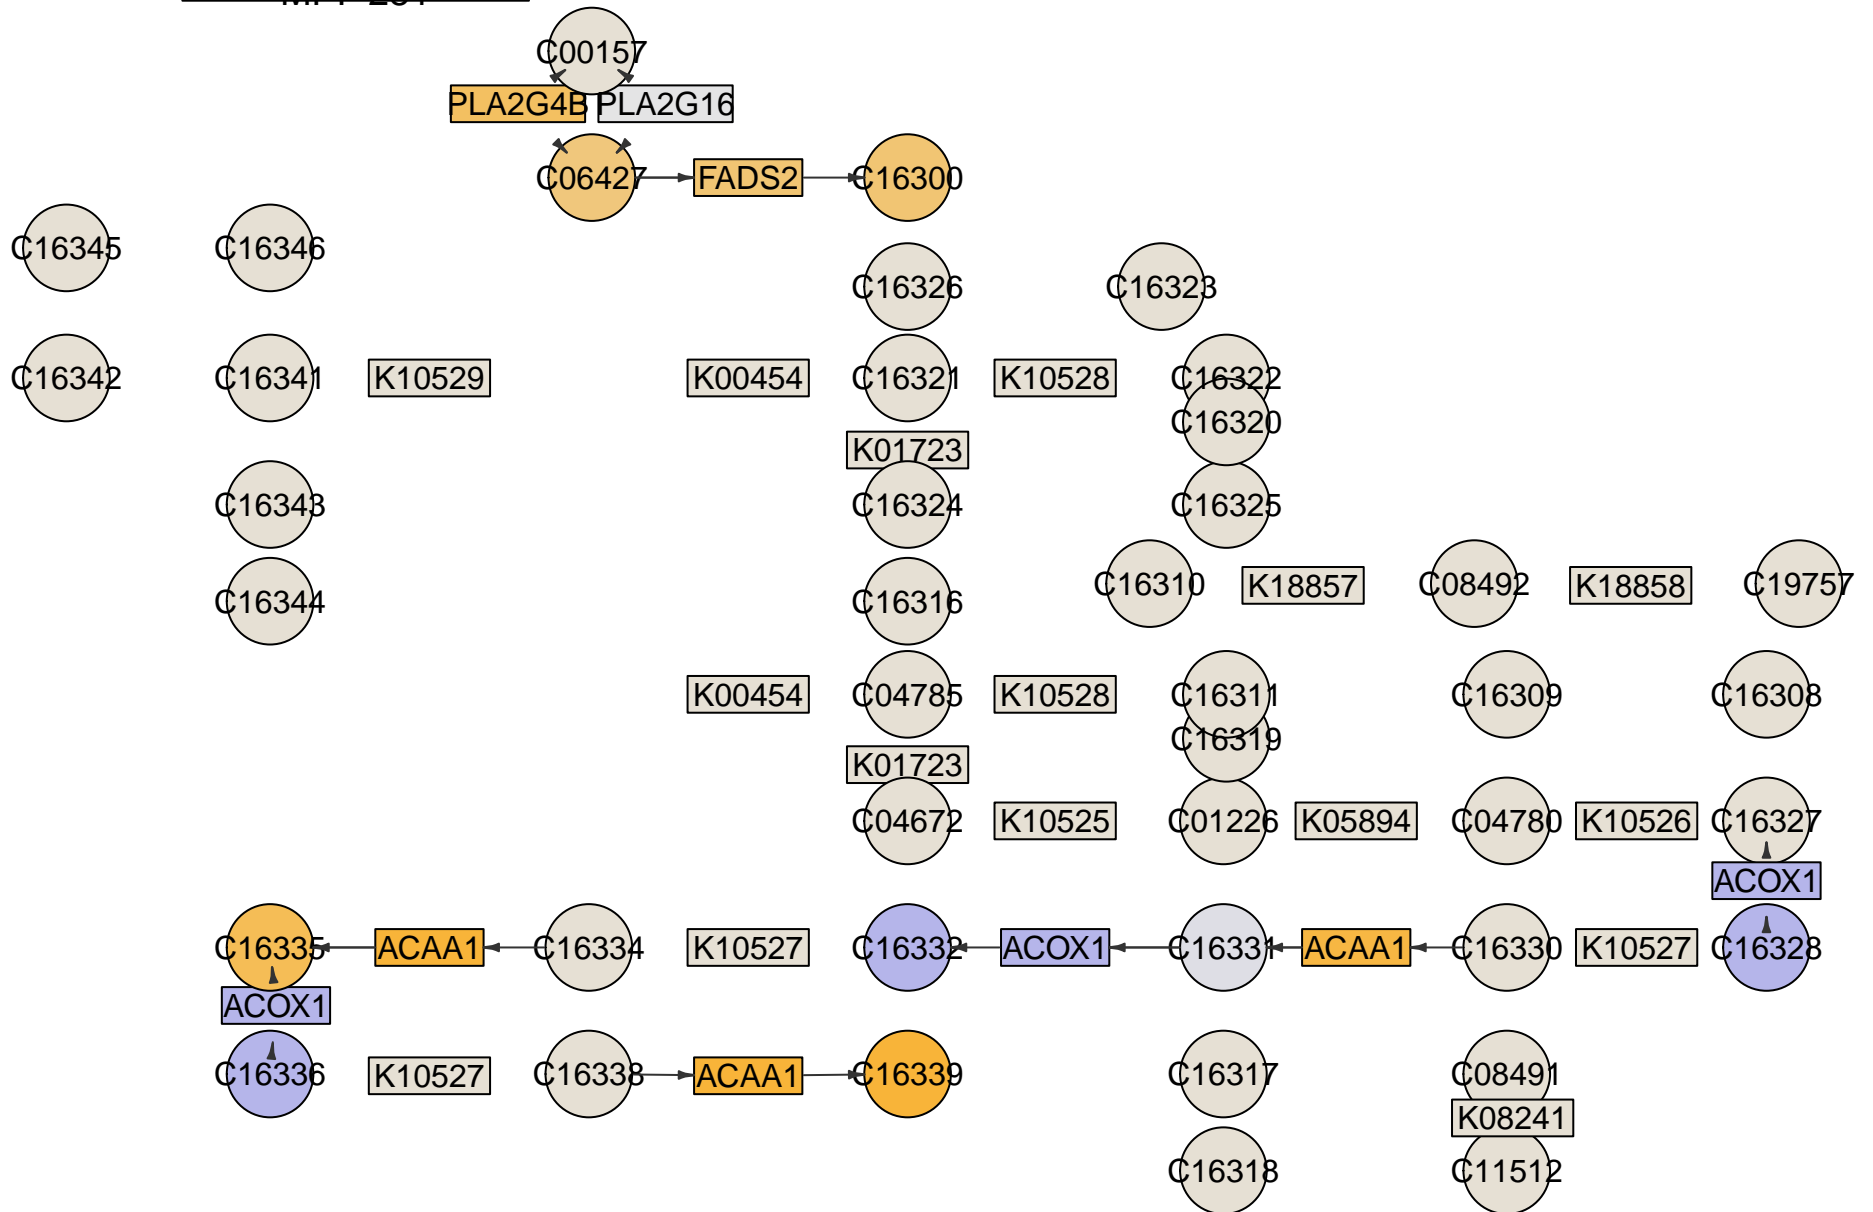 C00157
PLA2G4B PLA2G16
C06427 FADS2 C16300
C16345 C16346
C16326 C16323
C16342 C16341 K10529 K00454 C16321 K10528 C16322
C16320
K01723
C16343 C16324 C16325
C16310 K18857 C08492 K18858 C19757
C16344 C16316
K00454 C04785 K10528 C16311 C16309 C16308
C16319
K01723
C04672 K10525 C01226 K05894 C04780 K10526 C16327
ACOX1
C16335 ACAA1 C16334 K10527 C16332 ACOX1 C16331 ACAA1 C16330 K10527 C16328
ACOX1
C16336 K10527 C16338 ACAA1 C16339 C16317 C08491
K08241
C16318 C11512